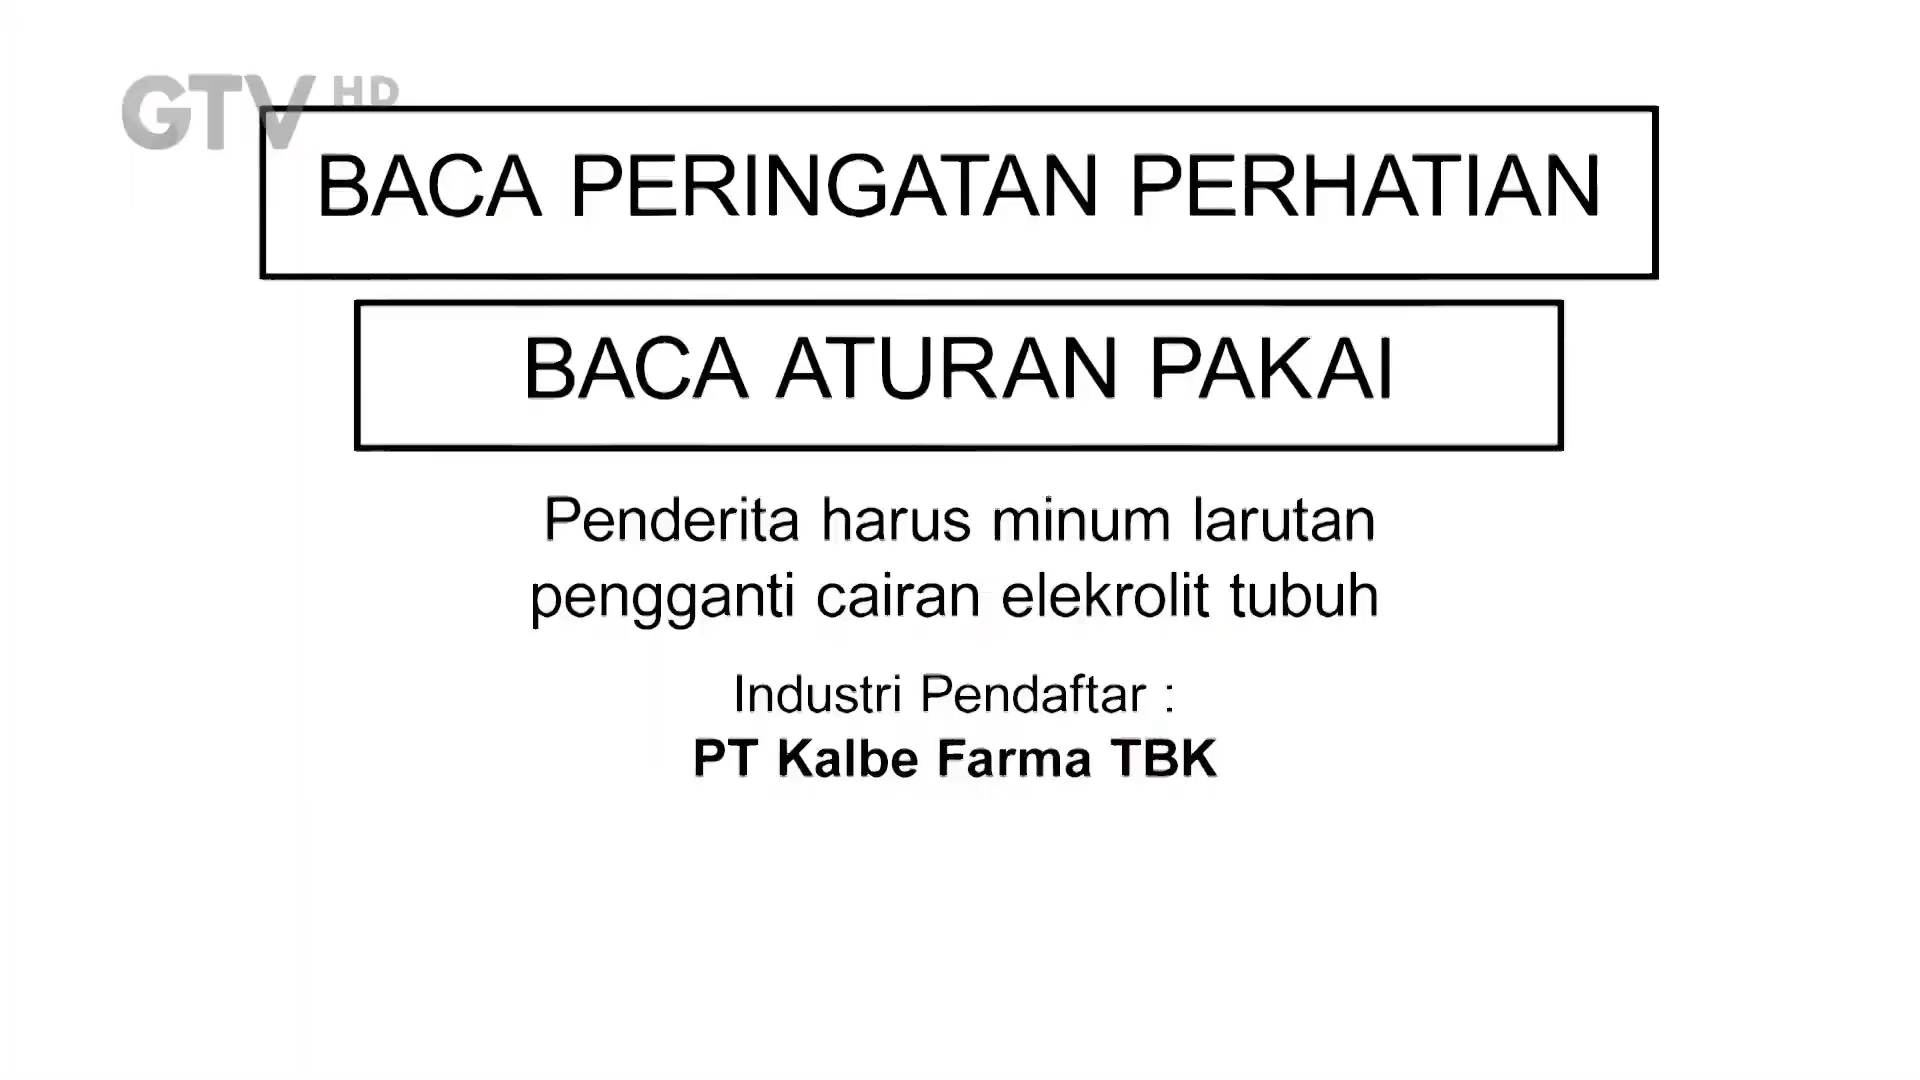 GTV HD
BACA PERINGATAN PERHATIAN
BACA ATURAN PAKAI
Penderita harus minum larutan
pengganti cairan elekrolit tubuh
Industri Pendaftar :
PT Kalbe Farma TBK